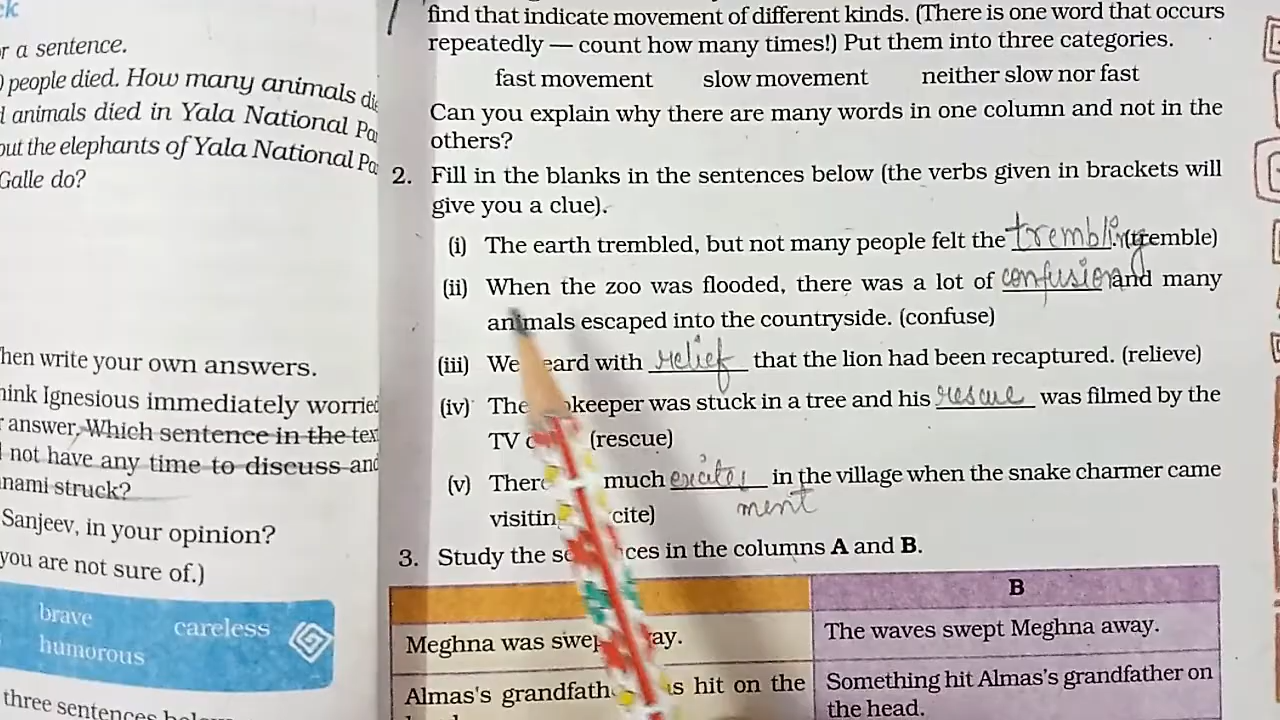 ck
r a sentence.
people died. How many animals
animals died in Yala National
out the elephants of Yala National
Galle do?
hen write your own answers.
hink Ignesious immediately worried
answer. Which sentence in the text
not have any time to discuss and
nami struck?
Sanjeev, in your opinion?
you are not sure of.)
brave careless
humorous
three sentences
find that indicate movement of different kinds. (There is one word that occurs
repeatedly — count how many times!) Put them into three categories.
fast movement slow movement neither slow nor fast
Can you explain why there are many words in one column and not in the
others?
2. Fill in the blanks in the sentences below (the verbs given in brackets will
give you a clue).
(i) The earth trembled, but not many people felt the trembling. (tremble)
(ii) When the zoo was flooded, there was a lot of confusion and many
animals escaped into the countryside. (confuse)
(iii) We heard with relief that the lion had been recaptured. (relieve)
(iv) The keeper was stuck in a tree and his rescue was filmed by the
TV (rescue)
(v) There much excite
ment in the village when the snake charmer came
visiting cite)
3. Study the sentences in the columns A and B.
B
Meghna was swept away.
The waves swept Meghna away.
Almas's grandfather was hit on the
Something hit Almas's grandfather on
the head.